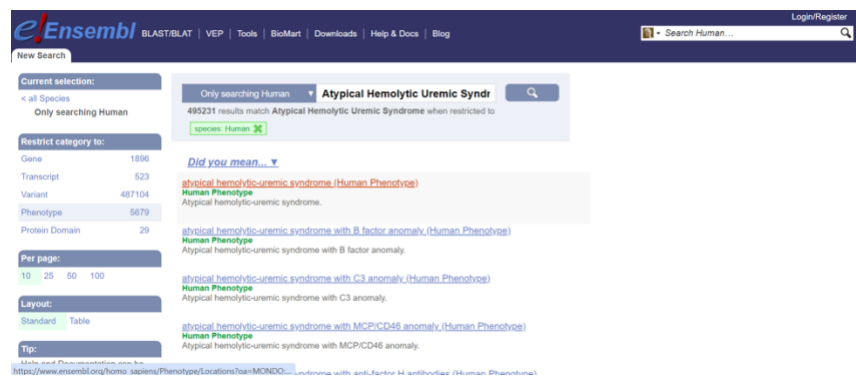 Login/Register
e!Ensembl BLAST/BLAT | VEP | Tools | BioMart | Downloads | Help & Docs | Blog
Search Human...
New Search
Current selection:
< all Species
Only searching Human
Restrict category to:
Gene 1896
Transcript 523
Variant 487104
Phenotype 5679
Protein Domain 29
Per page:
10 25 50 100
Layout:
Standard Table
Tip:
https://www.ensembl.org/homo_sapiens/Phenotype/Locations?oa=MONDO:...
Only searching Human ▼ Atypical Hemolytic Uremic Syndr
495231 results match Atypical Hemolytic Uremic Syndrome when restricted to
species: Human
Did you mean... ▼
atypical hemolytic-uremic syndrome (Human Phenotype)
Human Phenotype
Atypical hemolytic-uremic syndrome.
atypical hemolytic-uremic syndrome with B factor anomaly (Human Phenotype)
Human Phenotype
Atypical hemolytic-uremic syndrome with B factor anomaly.
atypical hemolytic-uremic syndrome with C3 anomaly (Human Phenotype)
Human Phenotype
Atypical hemolytic-uremic syndrome with C3 anomaly.
atypical hemolytic-uremic syndrome with MCP/CD46 anomaly (Human Phenotype)
Human Phenotype
Atypical hemolytic-uremic syndrome with MCP/CD46 anomaly.
syndrome with anti-factor H antibodies (Human Phenotype)